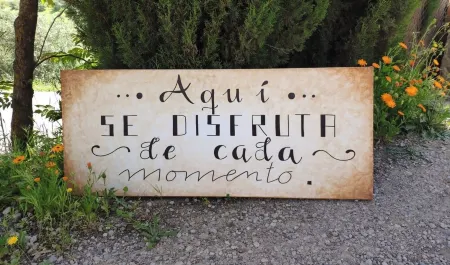 ... Aquí ...
SE DISFRUTA
~ de cada ~
momento.